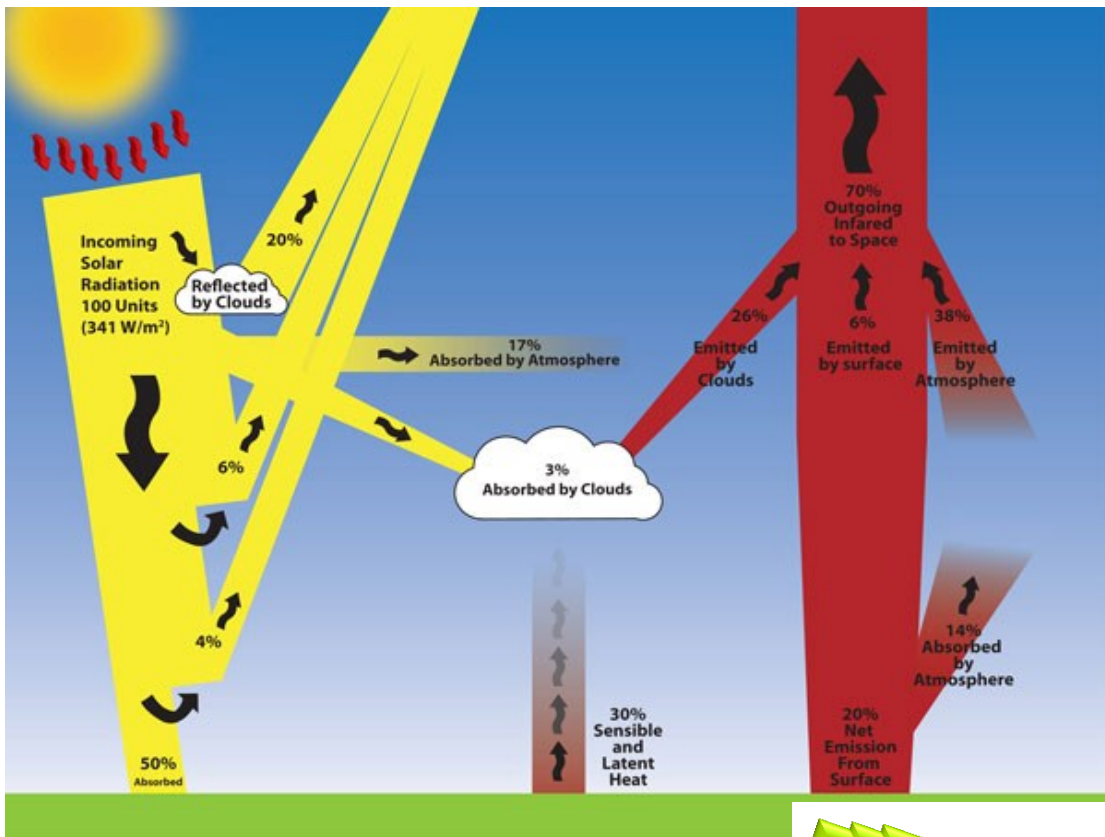 Incoming
Solar
Radiation
100 Units
(341 W/m²)
Reflected
by Clouds
20%
17%
Absorbed by Atmosphere
6%
4%
50%
Absorbed
3%
Absorbed by Clouds
30%
Sensible
and
Latent
Heat
70%
Outgoing
Infared
to Space
26%
Emitted
by
Clouds
6%
Emitted
by surface
38%
Emitted
by
Atmosphere
14%
Absorbed
by
Atmosphere
20%
Net
Emission
From
Surface